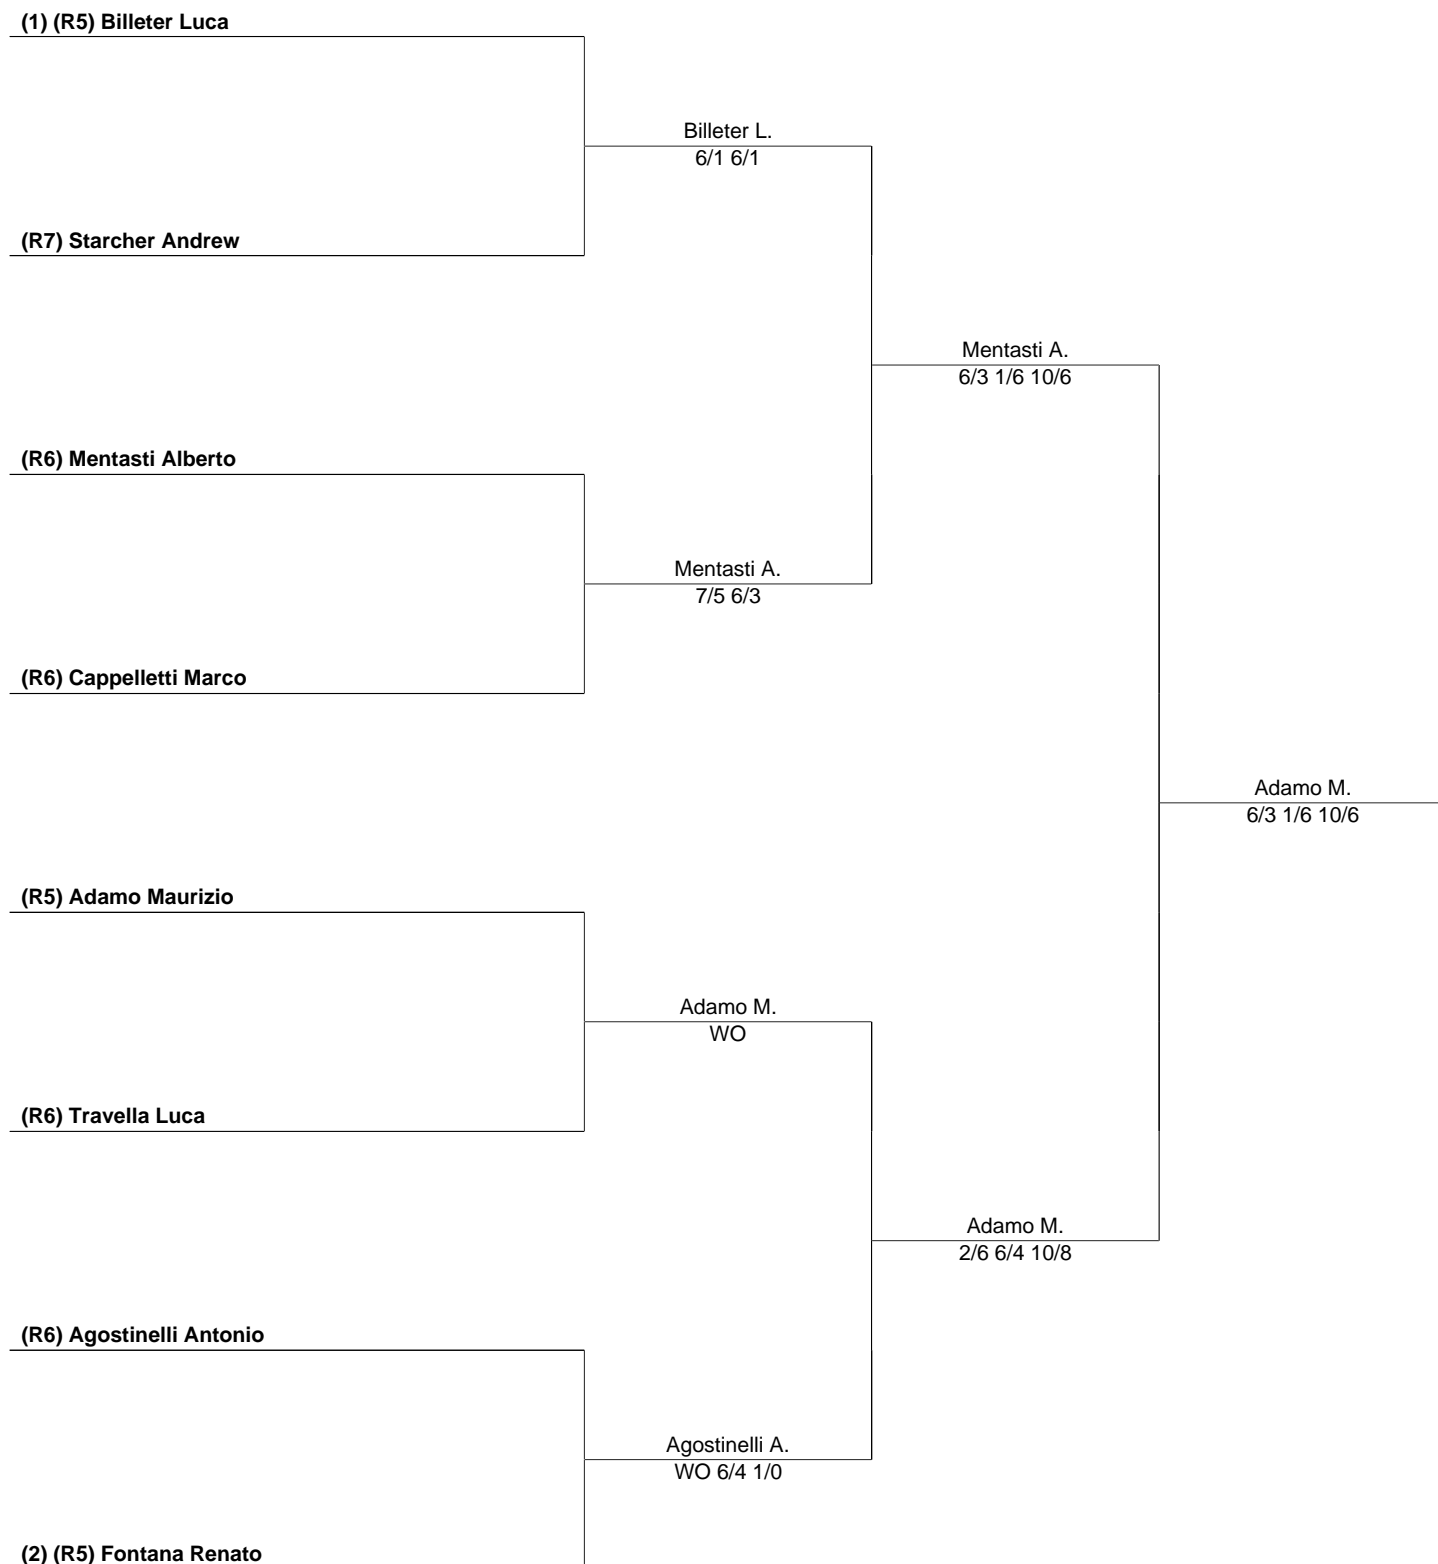 (1) (R5) Billeter Luca
Billeter L.
6/1 6/1
(R7) Starcher Andrew
Mentasti A.
6/3 1/6 10/6
(R6) Mentasti Alberto
Mentasti A.
7/5 6/3
(R6) Cappelletti Marco
Adamo M.
6/3 1/6 10/6
(R5) Adamo Maurizio
Adamo M.
WO
(R6) Travella Luca
Adamo M.
2/6 6/4 10/8
(R6) Agostinelli Antonio
Agostinelli A.
WO 6/4 1/0
(2) (R5) Fontana Renato